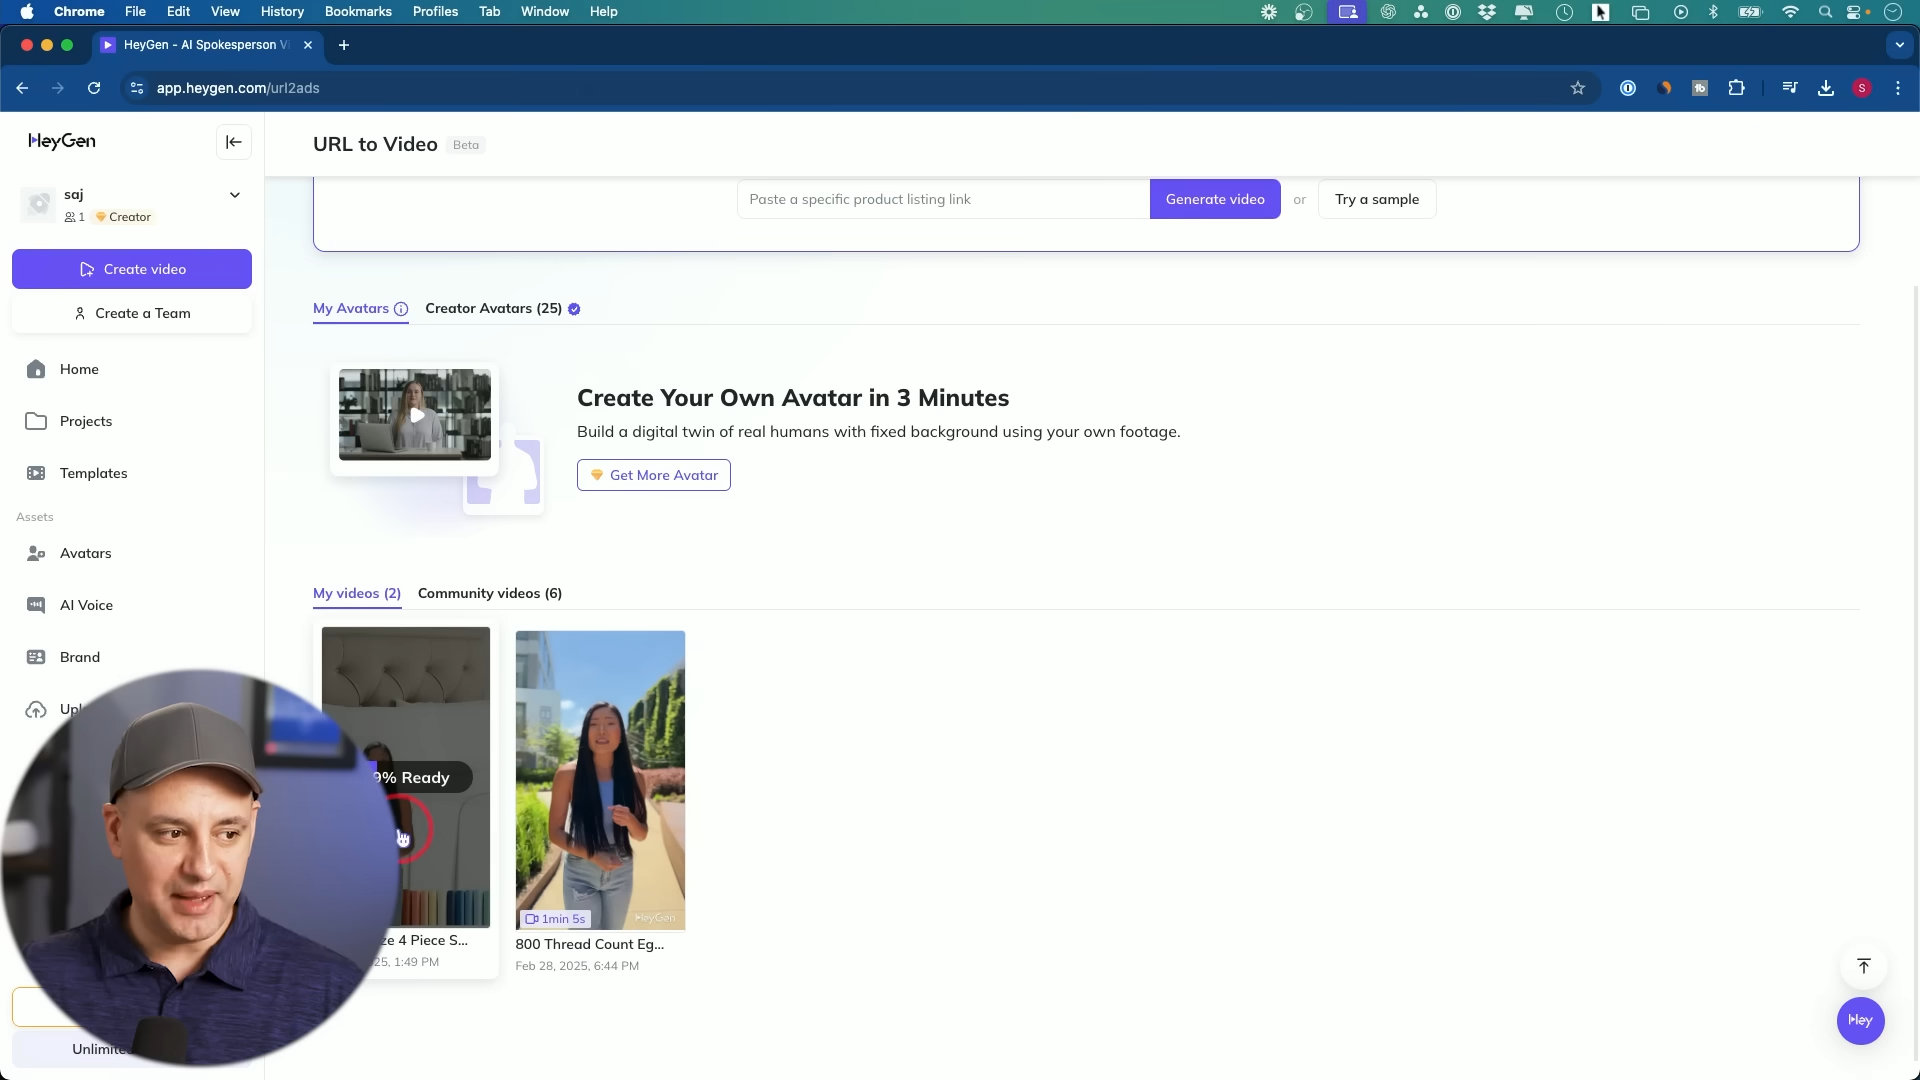 Chrome File Edit View History Bookmarks Profiles Tab Window Help
HeyGen - AI Spokesperson Vi
app.heygen.com/url2ads
S
HeyGen
URL to Video Beta
saj
1 Creator
Paste a specific product listing link
Generate video or Try a sample
Create video
Create a Team
My Avatars Creator Avatars (25)
Home
Create Your Own Avatar in 3 Minutes
Projects
Build a digital twin of real humans with fixed background using your own footage.
Templates
Get More Avatar
Assets
Avatars
My videos (2) Community videos (6)
AI Voice
Brand
9% Ready
1min 5s
HeyGen
ze 4 Piece S...
25, 1:49 PM
800 Thread Count Eg...
Feb 28, 2025, 6:44 PM
Hey